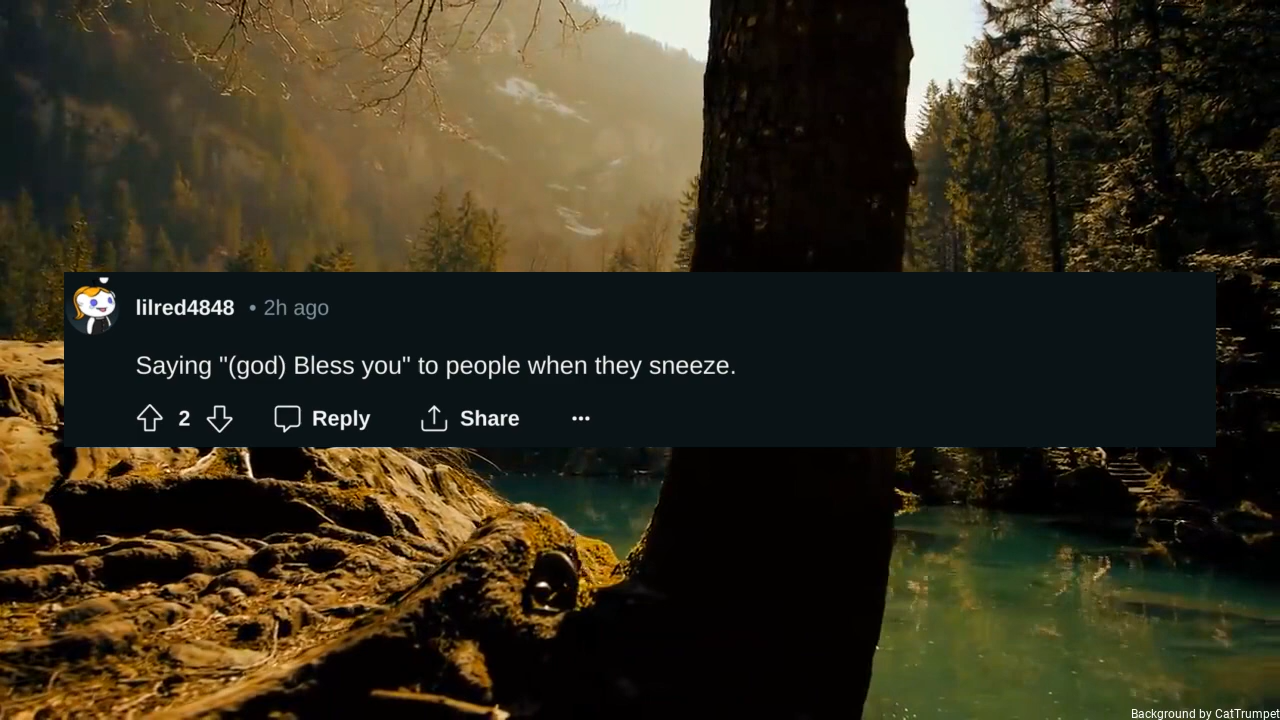 lilred4848 • 2h ago
Saying "(god) Bless you" to people when they sneeze.
2 Reply Share
Background by CatTrumpet